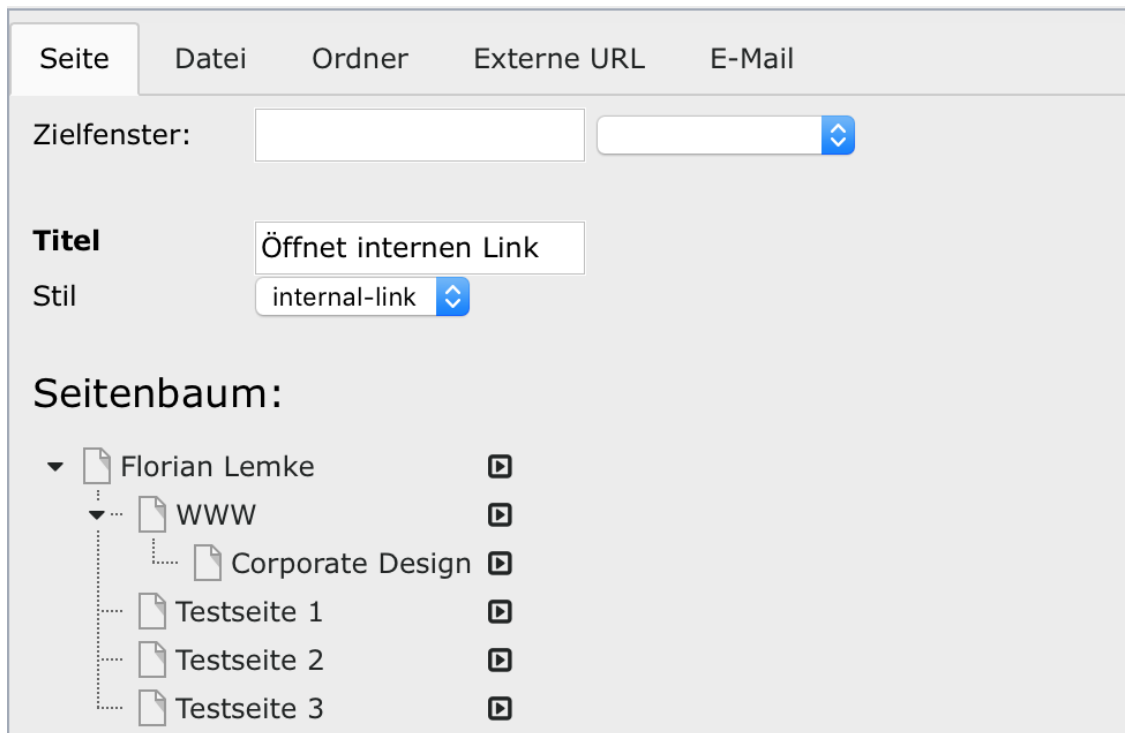 Seite Datei Ordner Externe URL E-Mail
Zielfenster:
Titel Öffnet internen Link
Stil internal-link
Seitenbaum:
Florian Lemke
WWW
Corporate Design
Testseite 1
Testseite 2
Testseite 3